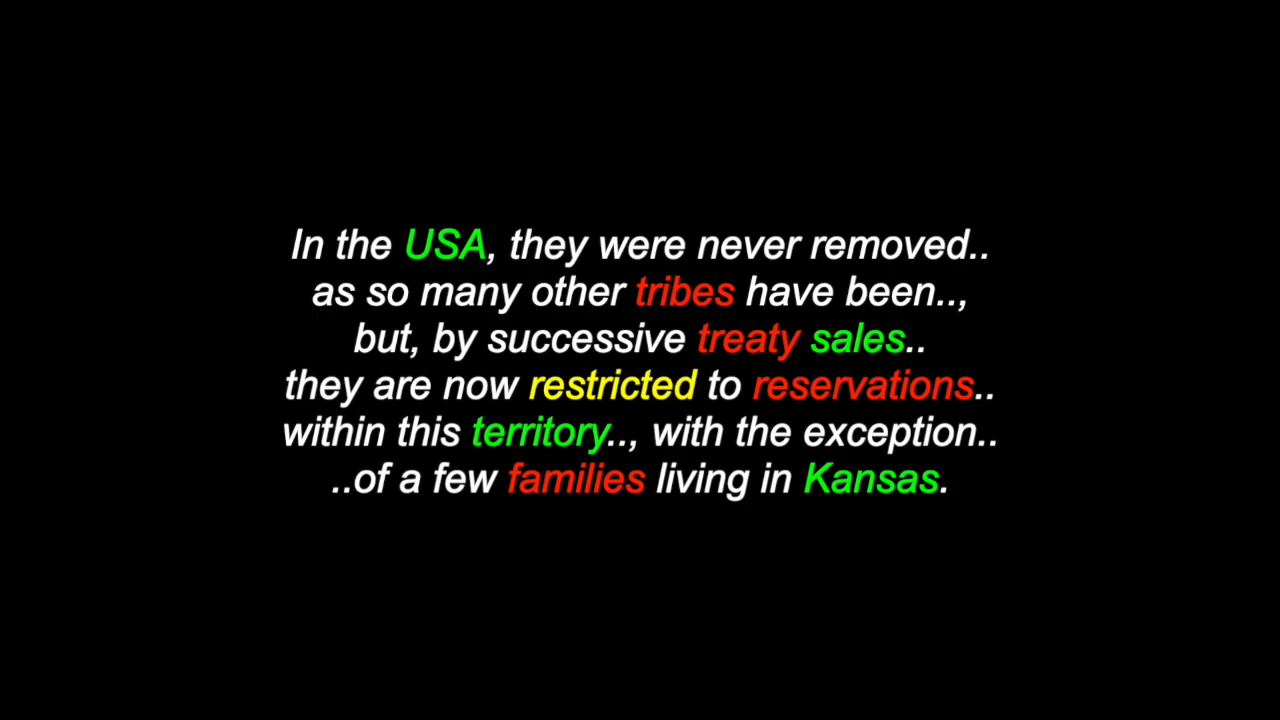 In the USA, they were never removed..
as so many other tribes have been..,
but, by successive treaty sales..
they are now restricted to reservations..
within this territory.., with the exception..
..of a few families living in Kansas.